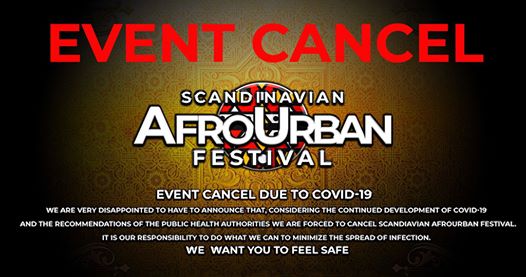 EVENT CANCEL
SCANDINAVIAN
AFROURBAN
FESTIVAL
EVENT CANCEL DUE TO COVID-19
WE ARE VERY DISAPPOINTED TO HAVE TO ANNOUNCE THAT, CONSIDERING THE CONTINUED DEVELOPMENT OF COVID-19
AND THE RECOMMENDATIONS OF THE PUBLIC HEALTH AUTHORITIES WE ARE FORCED TO CANCEL SCANDIAVIAN AFROURBAN FESTIVAL.
IT IS OUR RESPONSIBILITY TO DO WHAT WE CAN TO MINIMIZE THE SPREAD OF INFECTION.
WE WANT YOU TO FEEL SAFE